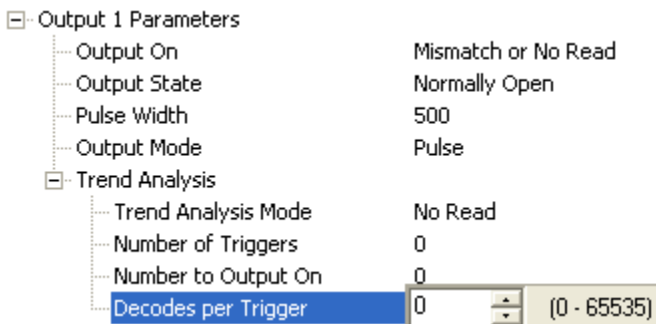 Output 1 Parameters
Output On Mismatch or No Read
Output State Normally Open
Pulse Width 500
Output Mode Pulse
Trend Analysis
Trend Analysis Mode No Read
Number of Triggers 0
Number to Output On 0
Decodes per Trigger 0 (0 - 65535)